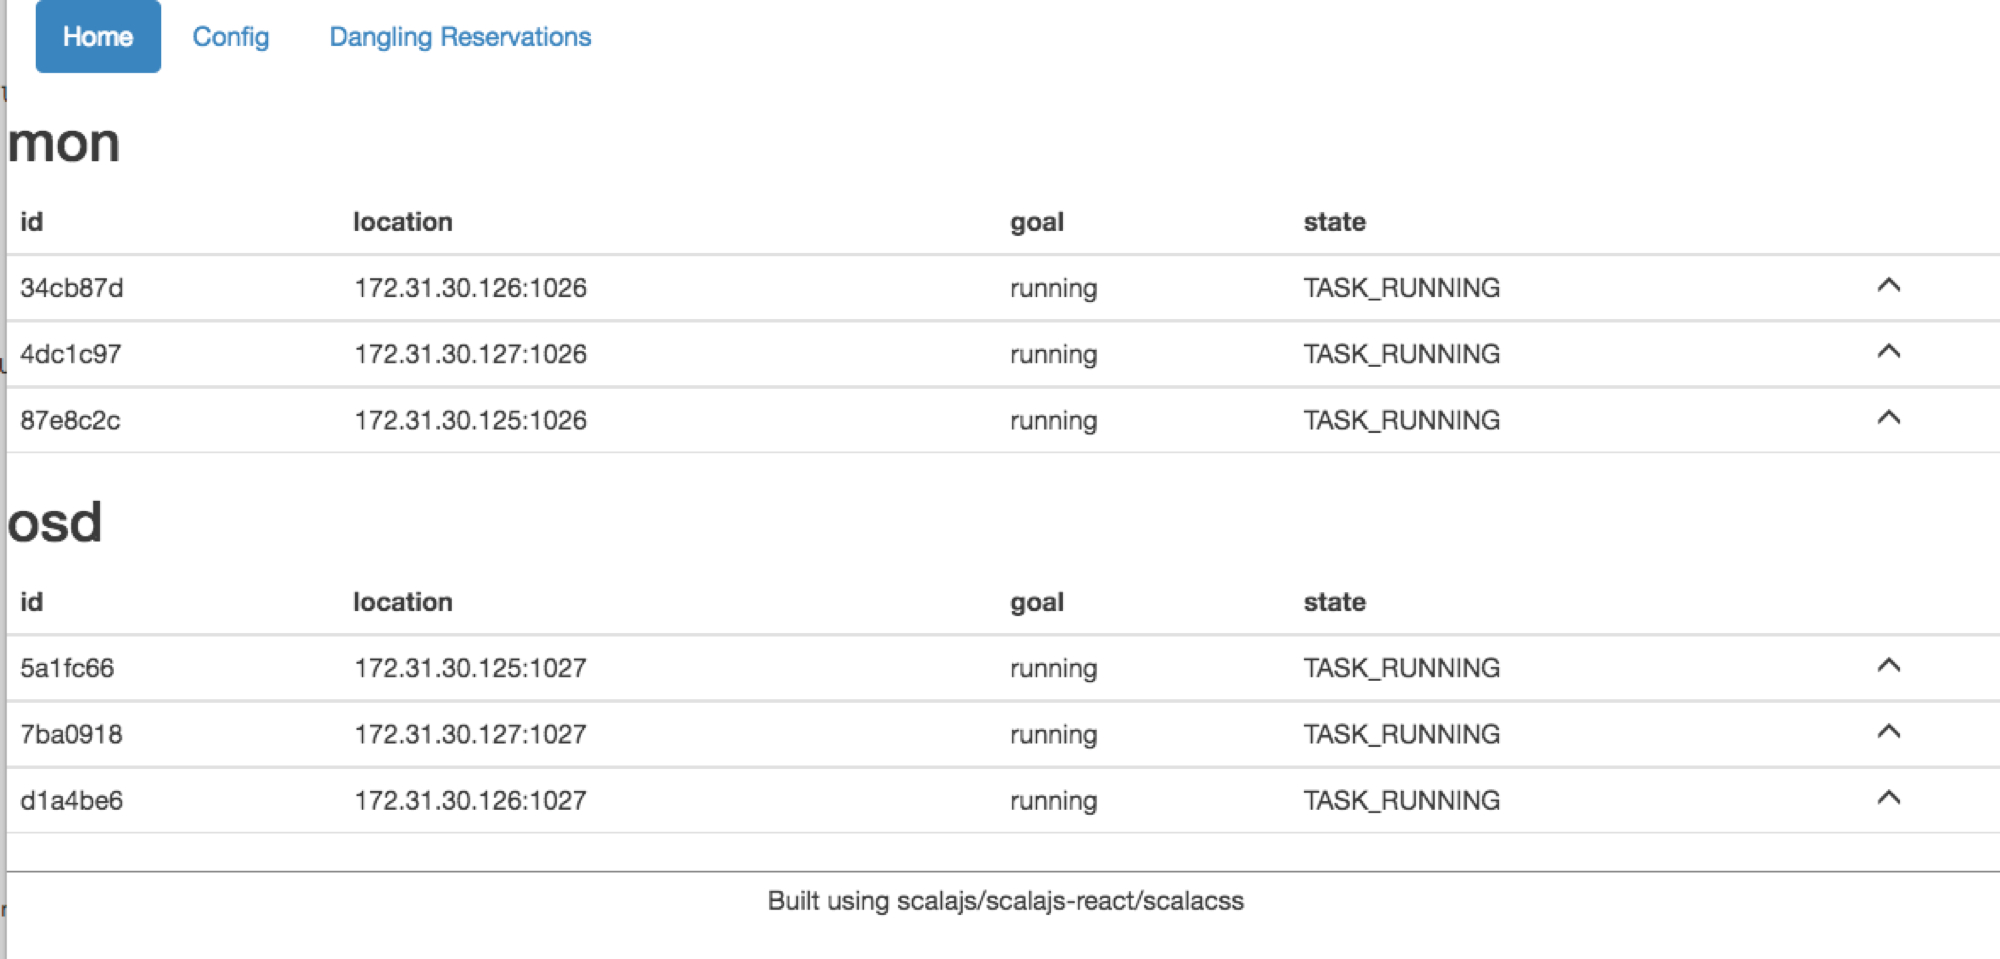 Home Config Dangling Reservations
mon
id location goal state
34cb87d 172.31.30.126:1026 running TASK_RUNNING
4dc1c97 172.31.30.127:1026 running TASK_RUNNING
87e8c2c 172.31.30.125:1026 running TASK_RUNNING
osd
id location goal state
5a1fc66 172.31.30.125:1027 running TASK_RUNNING
7ba0918 172.31.30.127:1027 running TASK_RUNNING
d1a4be6 172.31.30.126:1027 running TASK_RUNNING
Built using scalajs/scalajs-react/scalacss